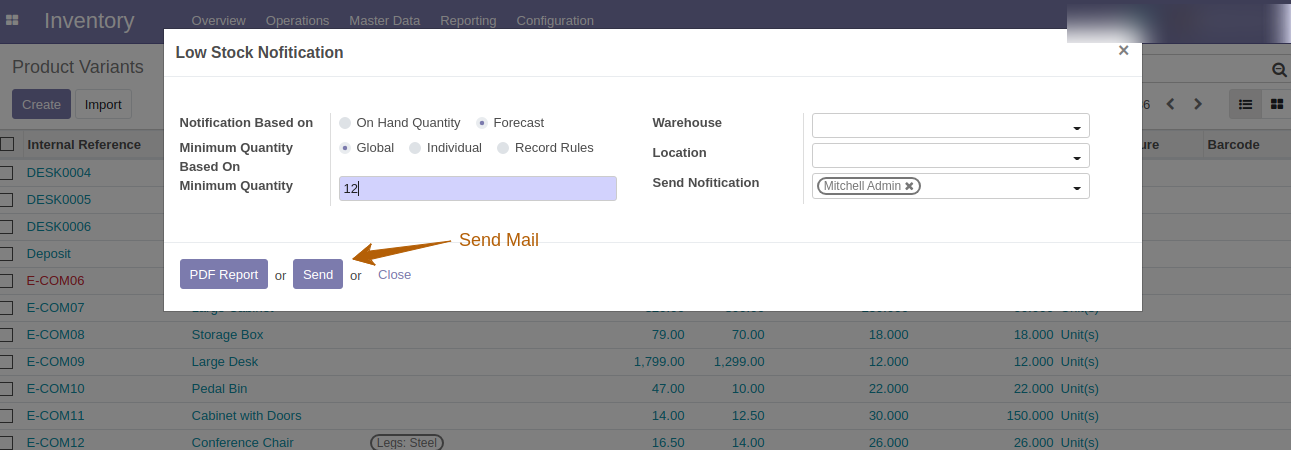 Inventory Overview Operations Master Data Reporting Configuration
Low Stock Nofitication ×
Product Variants
Create Import
6
Notification Based on On Hand Quantity Forecast Warehouse
Minimum Quantity Based On Global Individual Record Rules Location
Minimum Quantity 12 Send Nofitication Mitchell Admin ✖
Internal Reference ure Barcode
DESK0004
DESK0005
DESK0006
Send Mail
Deposit
PDF Report or Send or Close
E-COM06
E-COM07 Large Cabinet Unit(s)
E-COM08 Storage Box 79.00 70.00 18.000 18.000 Unit(s)
E-COM09 Large Desk 1,799.00 1,299.00 12.000 12.000 Unit(s)
E-COM10 Pedal Bin 47.00 10.00 22.000 22.000 Unit(s)
E-COM11 Cabinet with Doors 14.00 12.50 30.000 150.000 Unit(s)
E-COM12 Conference Chair Legs: Steel 16.50 14.00 26.000 26.000 Unit(s)